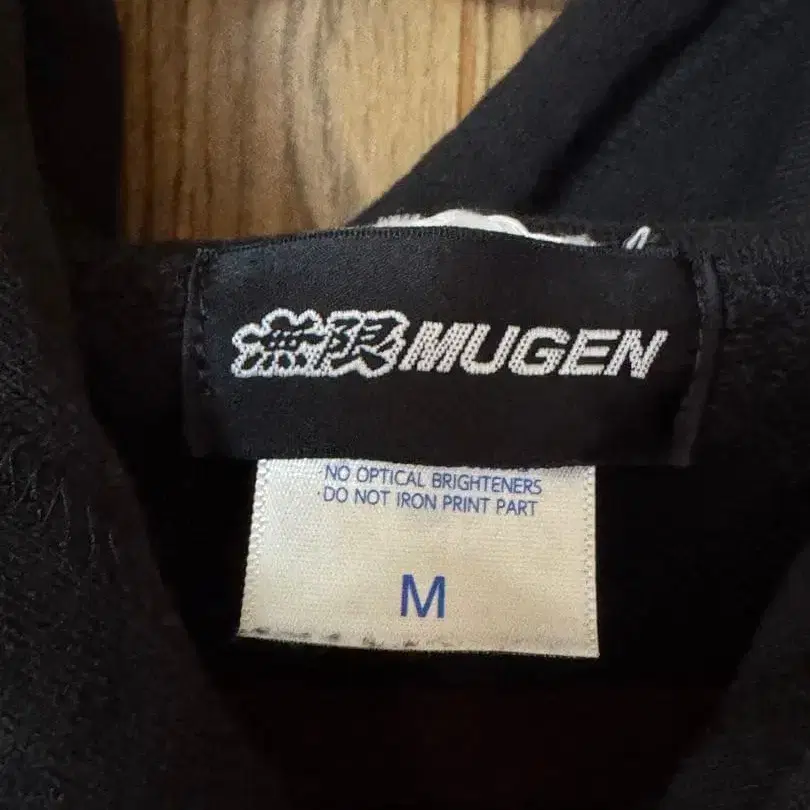 無限MUGEN
·NO OPTICAL BRIGHTENERS
·DO NOT IRON PRINT PART
M